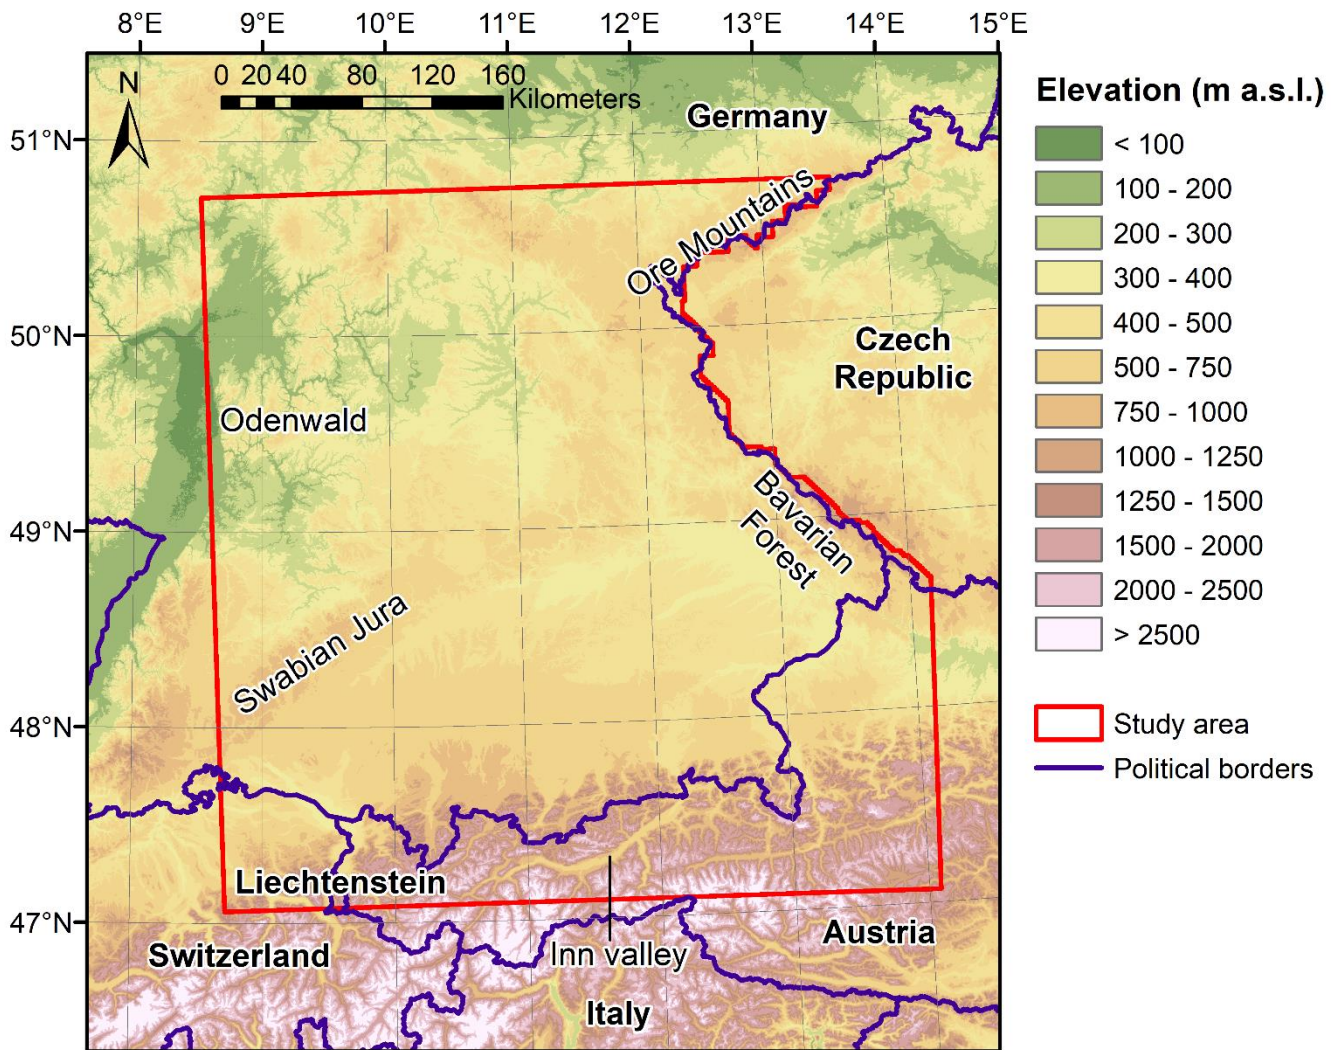 8°E 9°E 10°E 11°E 12°E 13°E 14°E 15°E
N
0 20 40 80 120 160
Kilometers
Germany
51°N
Ore Mountains
50°N
Czech
Republic
Odenwald
49°N
Bavarian
Forest
Swabian Jura
48°N
Liechtenstein
47°N
Switzerland
Inn valley
Austria
Italy
Elevation (m a.s.l.)
< 100
100 - 200
200 - 300
300 - 400
400 - 500
500 - 750
750 - 1000
1000 - 1250
1250 - 1500
1500 - 2000
2000 - 2500
> 2500
Study area
Political borders